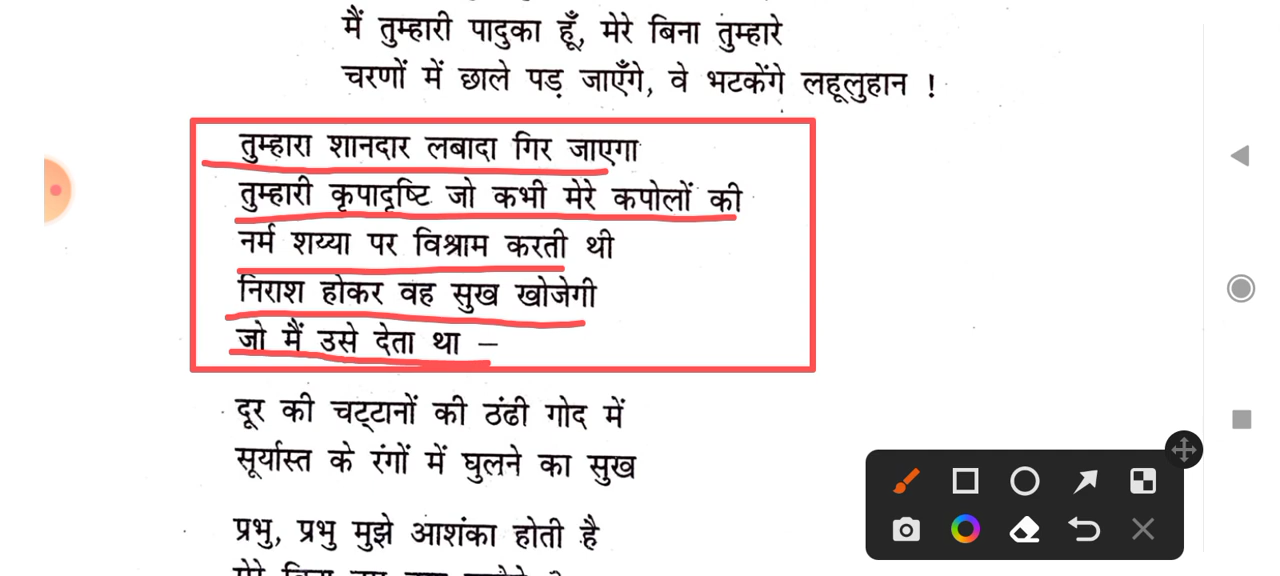 मैं तुम्हारी पादुका हूँ, मेरे बिना तुम्हारे
चरणों में छाले पड़ जाएँगे, वे भटकेंगे लहूलुहान !
तुम्हारा शानदार लबादा गिर जाएगा
तुम्हारी कृपादृष्टि जो कभी मेरे कपोलों की
नर्म शय्या पर विश्राम करती थी
निराश होकर वह सुख खोजेगी
जो मैं उसे देता था –
दूर की चट्टानों की ठंढी गोद में
सूर्यास्त के रंगों में घुलने का सुख
प्रभु, प्रभु मुझे आशंका होती है